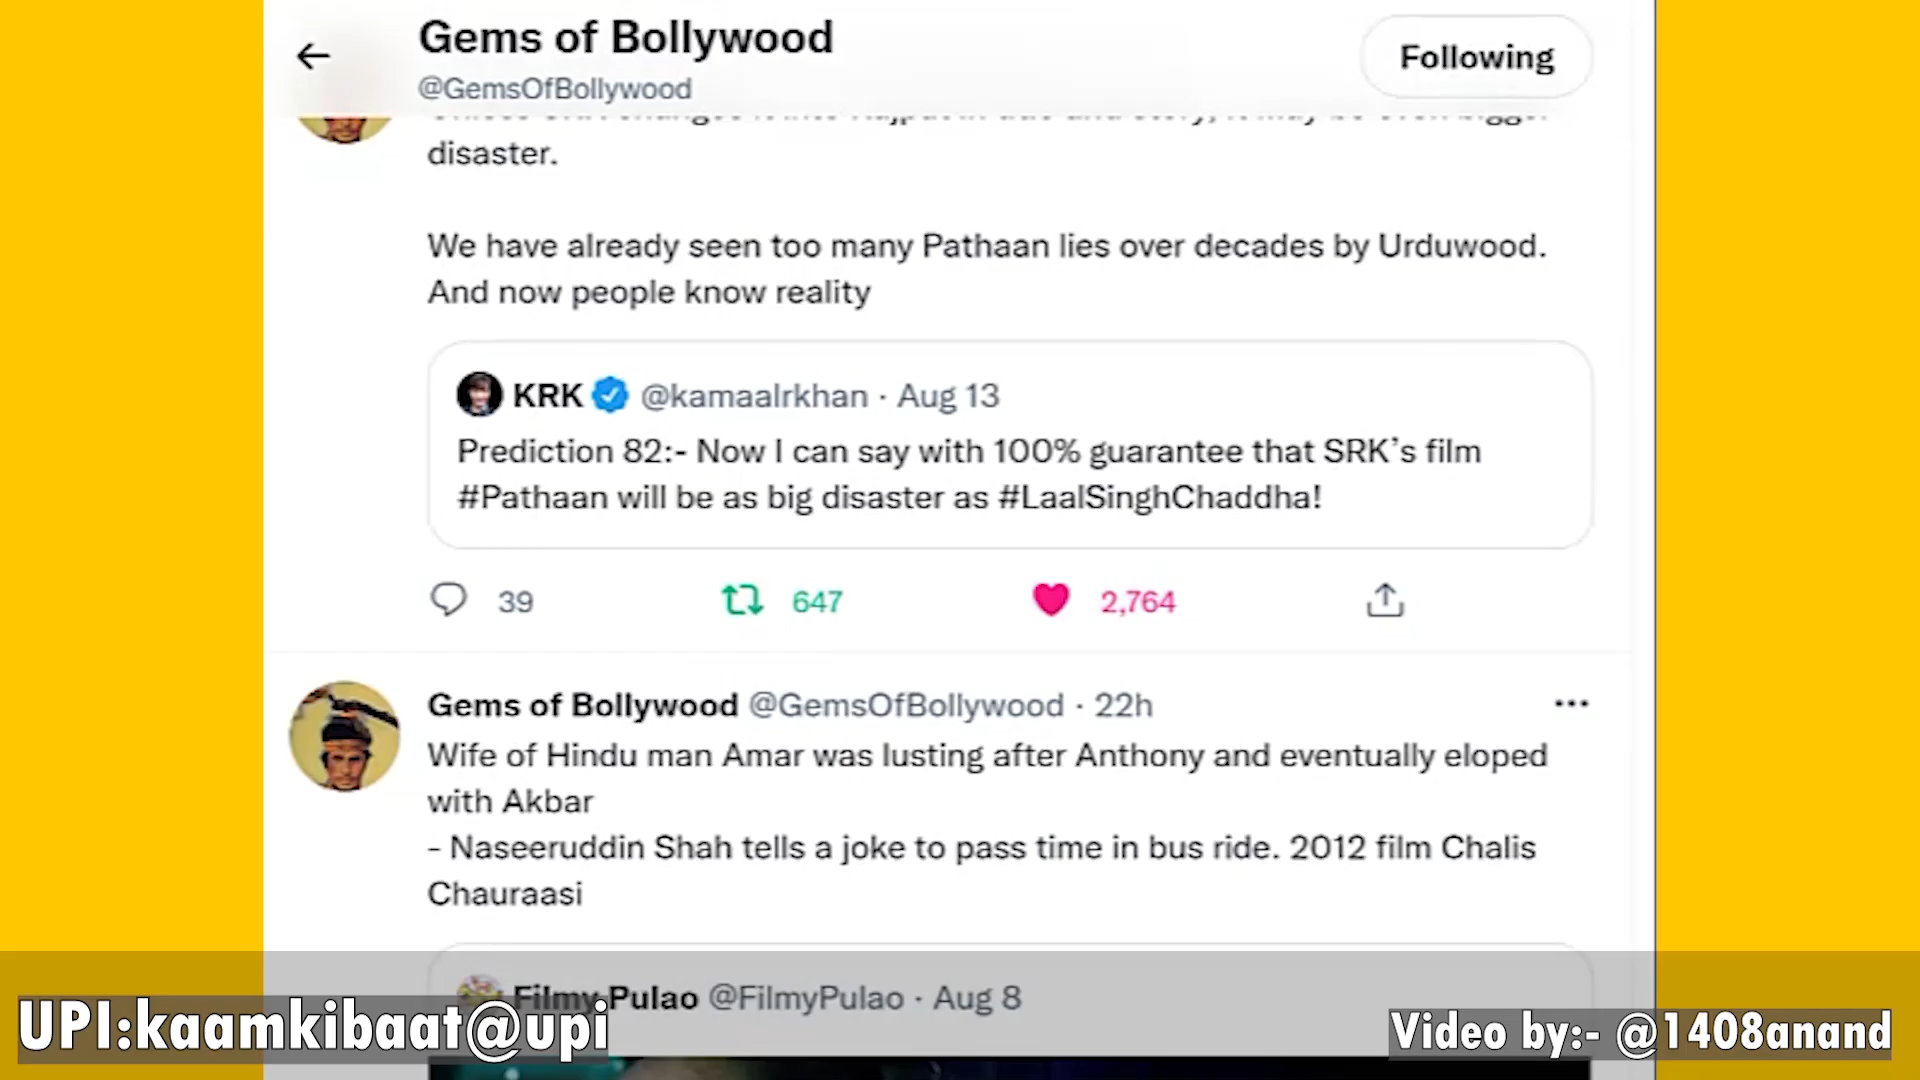 Gems of Bollywood
@GemsOfBollywood
Following
disaster.
We have already seen too many Pathaan lies over decades by Urduwood.
And now people know reality
KRK @kamaalrkhan · Aug 13
Prediction 82:- Now I can say with 100% guarantee that SRK's film
#Pathaan will be as big disaster as #LaalSinghChaddha!
39 647 2,764
Gems of Bollywood @GemsOfBollywood · 22h
Wife of Hindu man Amar was lusting after Anthony and eventually eloped
with Akbar
- Naseeruddin Shah tells a joke to pass time in bus ride. 2012 film Chalis
Chauraasi
Filmy Pulao @FilmyPulao · Aug 8
UPI:kaamkibaat@upi
Video by:- @1408anand